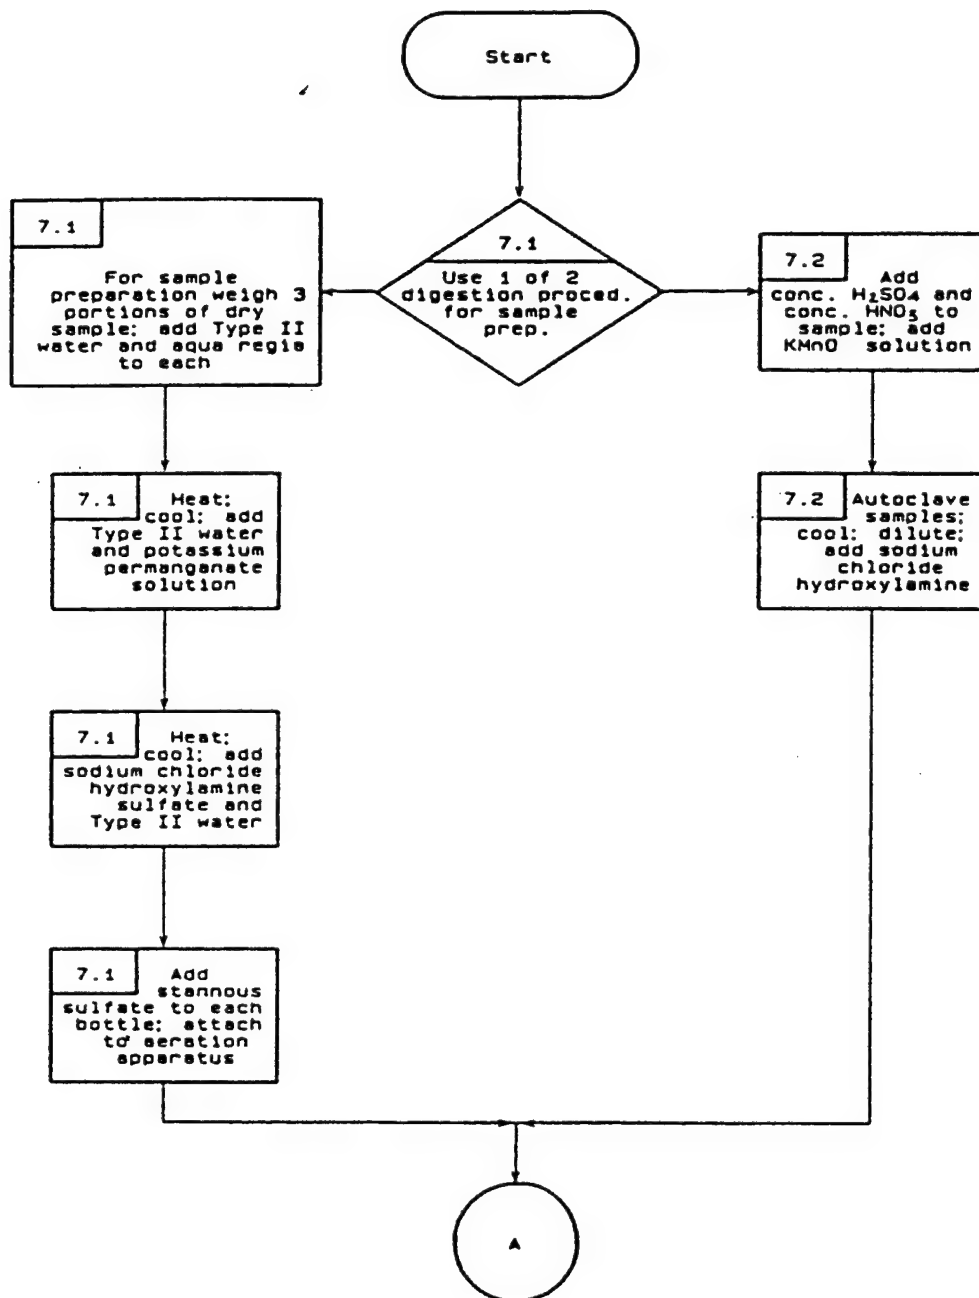 Start
7.1
Use 1 of 2
digestion proced.
for sample
prep.
7.1
For sample
preparation weigh 3
portions of dry
sample; add Type II
water and aqua regia
to each
7.1 Heat;
cool; add
Type II water
and potassium
permanganate
solution
7.1 Heat;
cool; add
sodium chloride
hydroxylamine
sulfate and
Type II water
7.1 Add
stannous
sulfate to each
bottle; attach
to aeration
apparatus
7.2 Add
conc. H₂SO₄ and
conc. HNO₃ to
sample; add
KMnO solution
7.2 Autoclave
samples;
cool; dilute;
add sodium
chloride
hydroxylamine
A